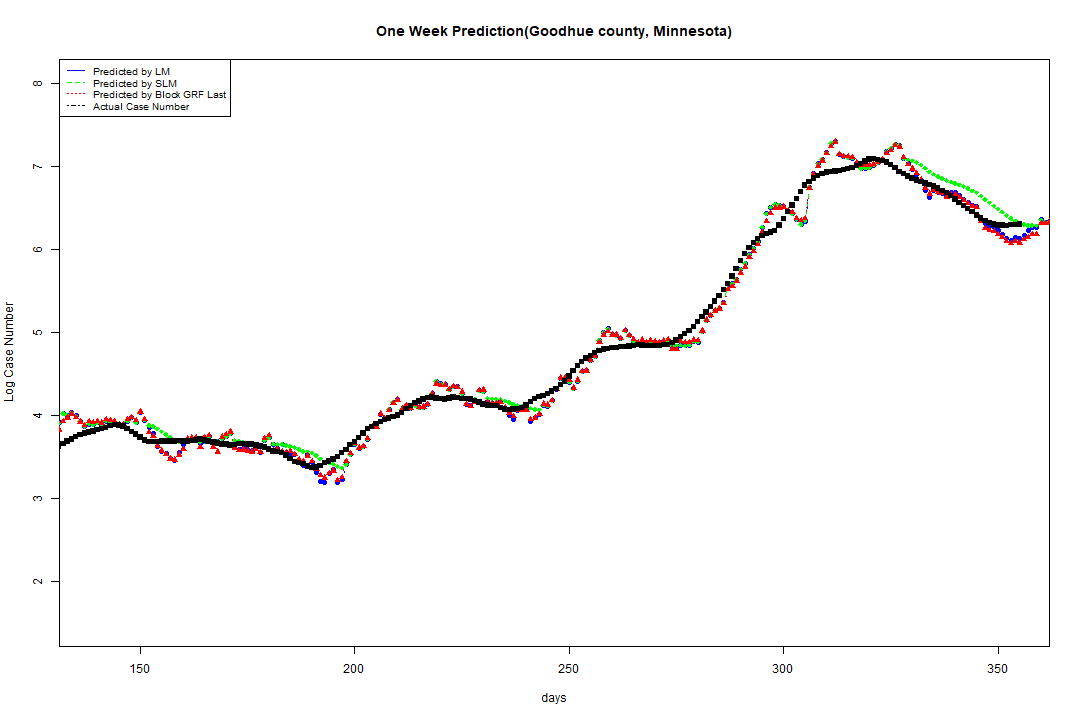 One Week Prediction(Goodhue county, Minnesota)
Predicted by LM
Predicted by SLM
Predicted by Block GRF Last
Actual Case Number
8
7
6
5
4
3
2
Log Case Number
150 200 250 300 350
days